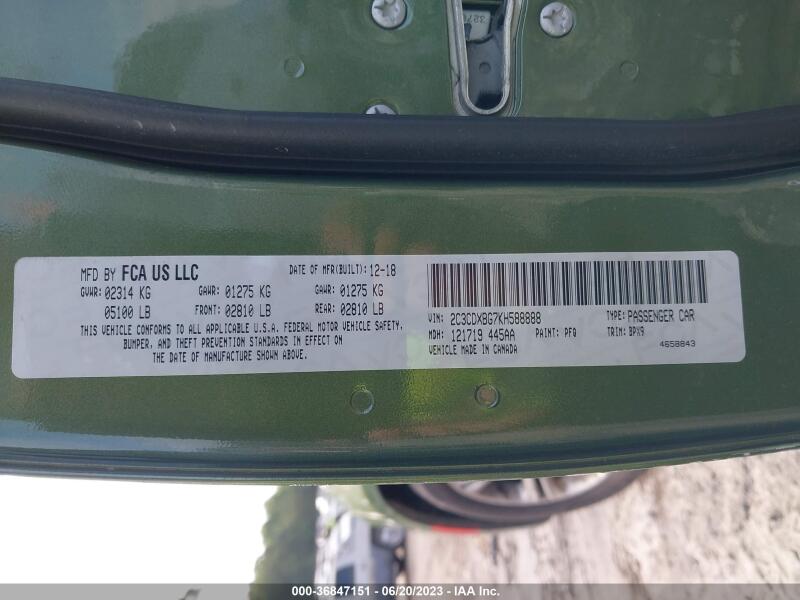 3270
MFD BY FCA US LLC DATE OF MFR(BUILT):12-18
GVWR:02314 KG GAWR:01275 KG GAWR:01275 KG
05100 LB FRONT:02810 LB REAR:02810 LB
THIS VEHICLE CONFORMS TO ALL APPLICABLE U.S.A. FEDERAL MOTOR VEHICLE SAFETY,
BUMPER, AND THEFT PREVENTION STANDARDS IN EFFECT ON
THE DATE OF MANUFACTURE SHOWN ABOVE.
VIN: 2C3CDXBG7KH588888 TYPE:PASSENGER CAR
MDH: 121719 445AA PAINT: PFQ TRIM:BPX9
VEHICLE MADE IN CANADA 4658843
000-36847151 - 06/20/2023 - IAA Inc.